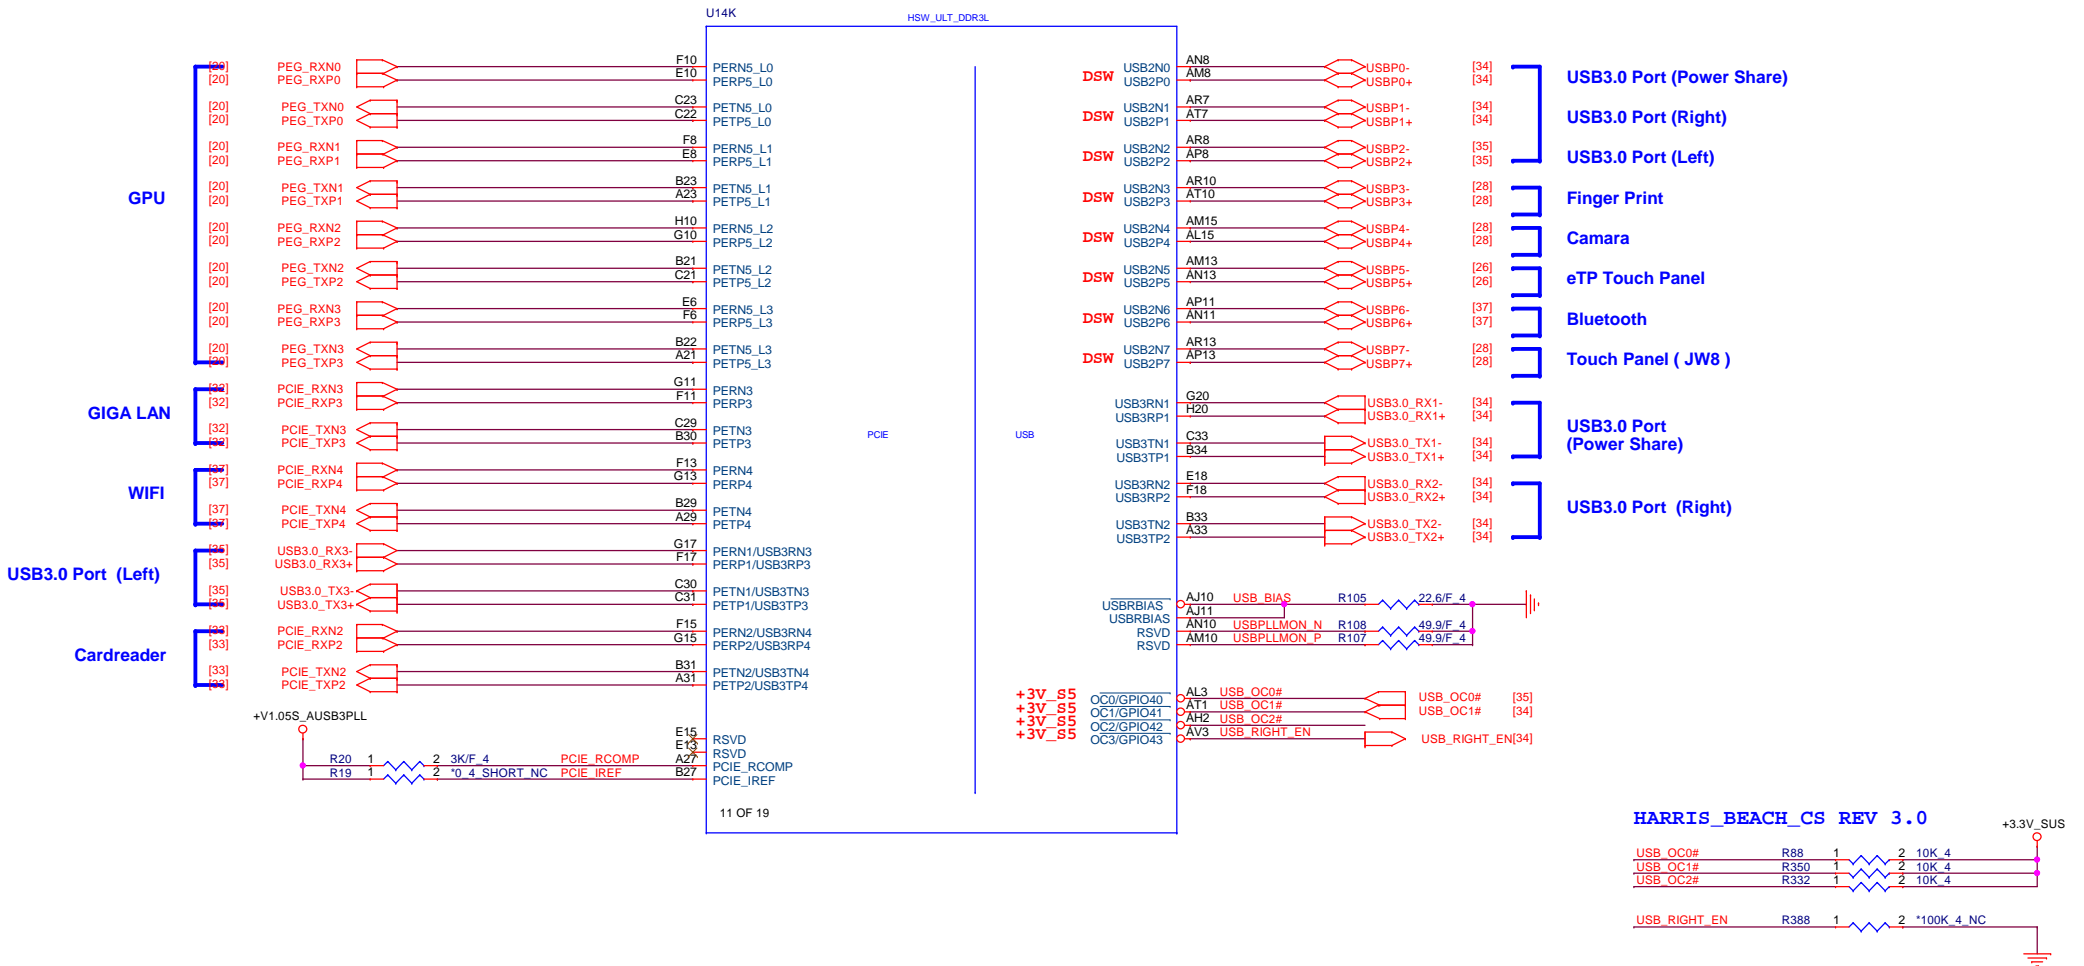 U14K
HSW_ULT_DDR3L
[20] PEG_RXN0 F10 PERN5_L0
[20] PEG_RXP0 E10 PERP5_L0
[20] PEG_TXN0 C23 PETN5_L0
[20] PEG_TXP0 C22 PETP5_L0
[20] PEG_RXN1 F8 PERN5_L1
[20] PEG_RXP1 E8 PERP5_L1
GPU
[20] PEG_TXN1 B23 PETN5_L1
[20] PEG_TXP1 A23 PETP5_L1
[20] PEG_RXN2 H10 PERN5_L2
[20] PEG_RXP2 G10 PERP5_L2
[20] PEG_TXN2 B21 PETN5_L2
[20] PEG_TXP2 C21 PETP5_L2
[20] PEG_RXN3 E6 PERN5_L3
[20] PEG_RXP3 F6 PERP5_L3
[20] PEG_TXN3 B22 PETN5_L3
[20] PEG_TXP3 A21 PETP5_L3
GIGA LAN
[32] PCIE_RXN3 G11 PERN3
[32] PCIE_RXP3 F11 PERP3
[32] PCIE_TXN3 C29 PETN3
[32] PCIE_TXP3 B30 PETP3
WIFI
[37] PCIE_RXN4 F13 PERN4
[37] PCIE_RXP4 G13 PERP4
[37] PCIE_TXN4 B29 PETN4
[37] PCIE_TXP4 A29 PETP4
USB3.0 Port (Left)
[35] USB3.0_RX3- G17 PERN1/USB3RN3
[35] USB3.0_RX3+ F17 PERP1/USB3RP3
[35] USB3.0_TX3- C30 PETN1/USB3TN3
[35] USB3.0_TX3+ C31 PETP1/USB3TP3
Cardreader
[33] PCIE_RXN2 F15 PERN2/USB3RN4
[33] PCIE_RXP2 G15 PERP2/USB3RP4
[33] PCIE_TXN2 B31 PETN2/USB3TN4
[33] PCIE_TXP2 A31 PETP2/USB3TP4
+V1.05S_AUSB3PLL
E15 RSVD
E13 RSVD
R20 1 2 3K/F_4 PCIE_RCOMP A27 PCIE_RCOMP
R19 1 2 *0_4_SHORT_NC PCIE_IREF B27 PCIE_IREF
11 OF 19
PCIE
USB
DSW USB2N0 AN8 USBP0- [34]
USB2P0 AM8 USBP0+ [34]
USB3.0 Port (Power Share)
DSW USB2N1 AR7 USBP1- [34]
USB2P1 AT7 USBP1+ [34]
USB3.0 Port (Right)
DSW USB2N2 AR8 USBP2- [35]
USB2P2 AP8 USBP2+ [35]
USB3.0 Port (Left)
DSW USB2N3 AR10 USBP3- [28]
USB2P3 AT10 USBP3+ [28]
Finger Print
DSW USB2N4 AM15 USBP4- [28]
USB2P4 AL15 USBP4+ [28]
Camara
DSW USB2N5 AM13 USBP5- [26]
USB2P5 AN13 USBP5+ [26]
eTP Touch Panel
DSW USB2N6 AP11 USBP6- [37]
USB2P6 AN11 USBP6+ [37]
Bluetooth
DSW USB2N7 AR13 USBP7- [28]
USB2P7 AP13 USBP7+ [28]
Touch Panel ( JW8 )
USB3RN1 G20 USB3.0_RX1- [34]
USB3RP1 H20 USB3.0_RX1+ [34]
USB3TN1 C33 USB3.0_TX1- [34]
USB3TP1 B34 USB3.0_TX1+ [34]
USB3.0 Port
(Power Share)
USB3RN2 E18 USB3.0_RX2- [34]
USB3RP2 F18 USB3.0_RX2+ [34]
USB3TN2 B33 USB3.0_TX2- [34]
USB3TP2 A33 USB3.0_TX2+ [34]
USB3.0 Port (Right)
USBRBIAS AJ10 USB_BIAS R105 22.6/F_4
USBRBIAS AJ11
RSVD AN10 USBPLLMON_N R108 49.9/F_4
RSVD AM10 USBPLLMON_P R107 49.9/F_4
+3V_S5 OC0/GPIO40 AL3 USB_OC0# USB_OC0# [35]
+3V_S5 OC1/GPIO41 AT1 USB_OC1# USB_OC1# [34]
+3V_S5 OC2/GPIO42 AH2 USB_OC2#
+3V_S5 OC3/GPIO43 AV3 USB_RIGHT_EN USB_RIGHT_EN[34]
HARRIS_BEACH_CS REV 3.0
+3.3V_SUS
USB_OC0# R88 1 2 10K_4
USB_OC1# R350 1 2 10K_4
USB_OC2# R332 1 2 10K_4
USB_RIGHT_EN R388 1 2 *100K_4_NC